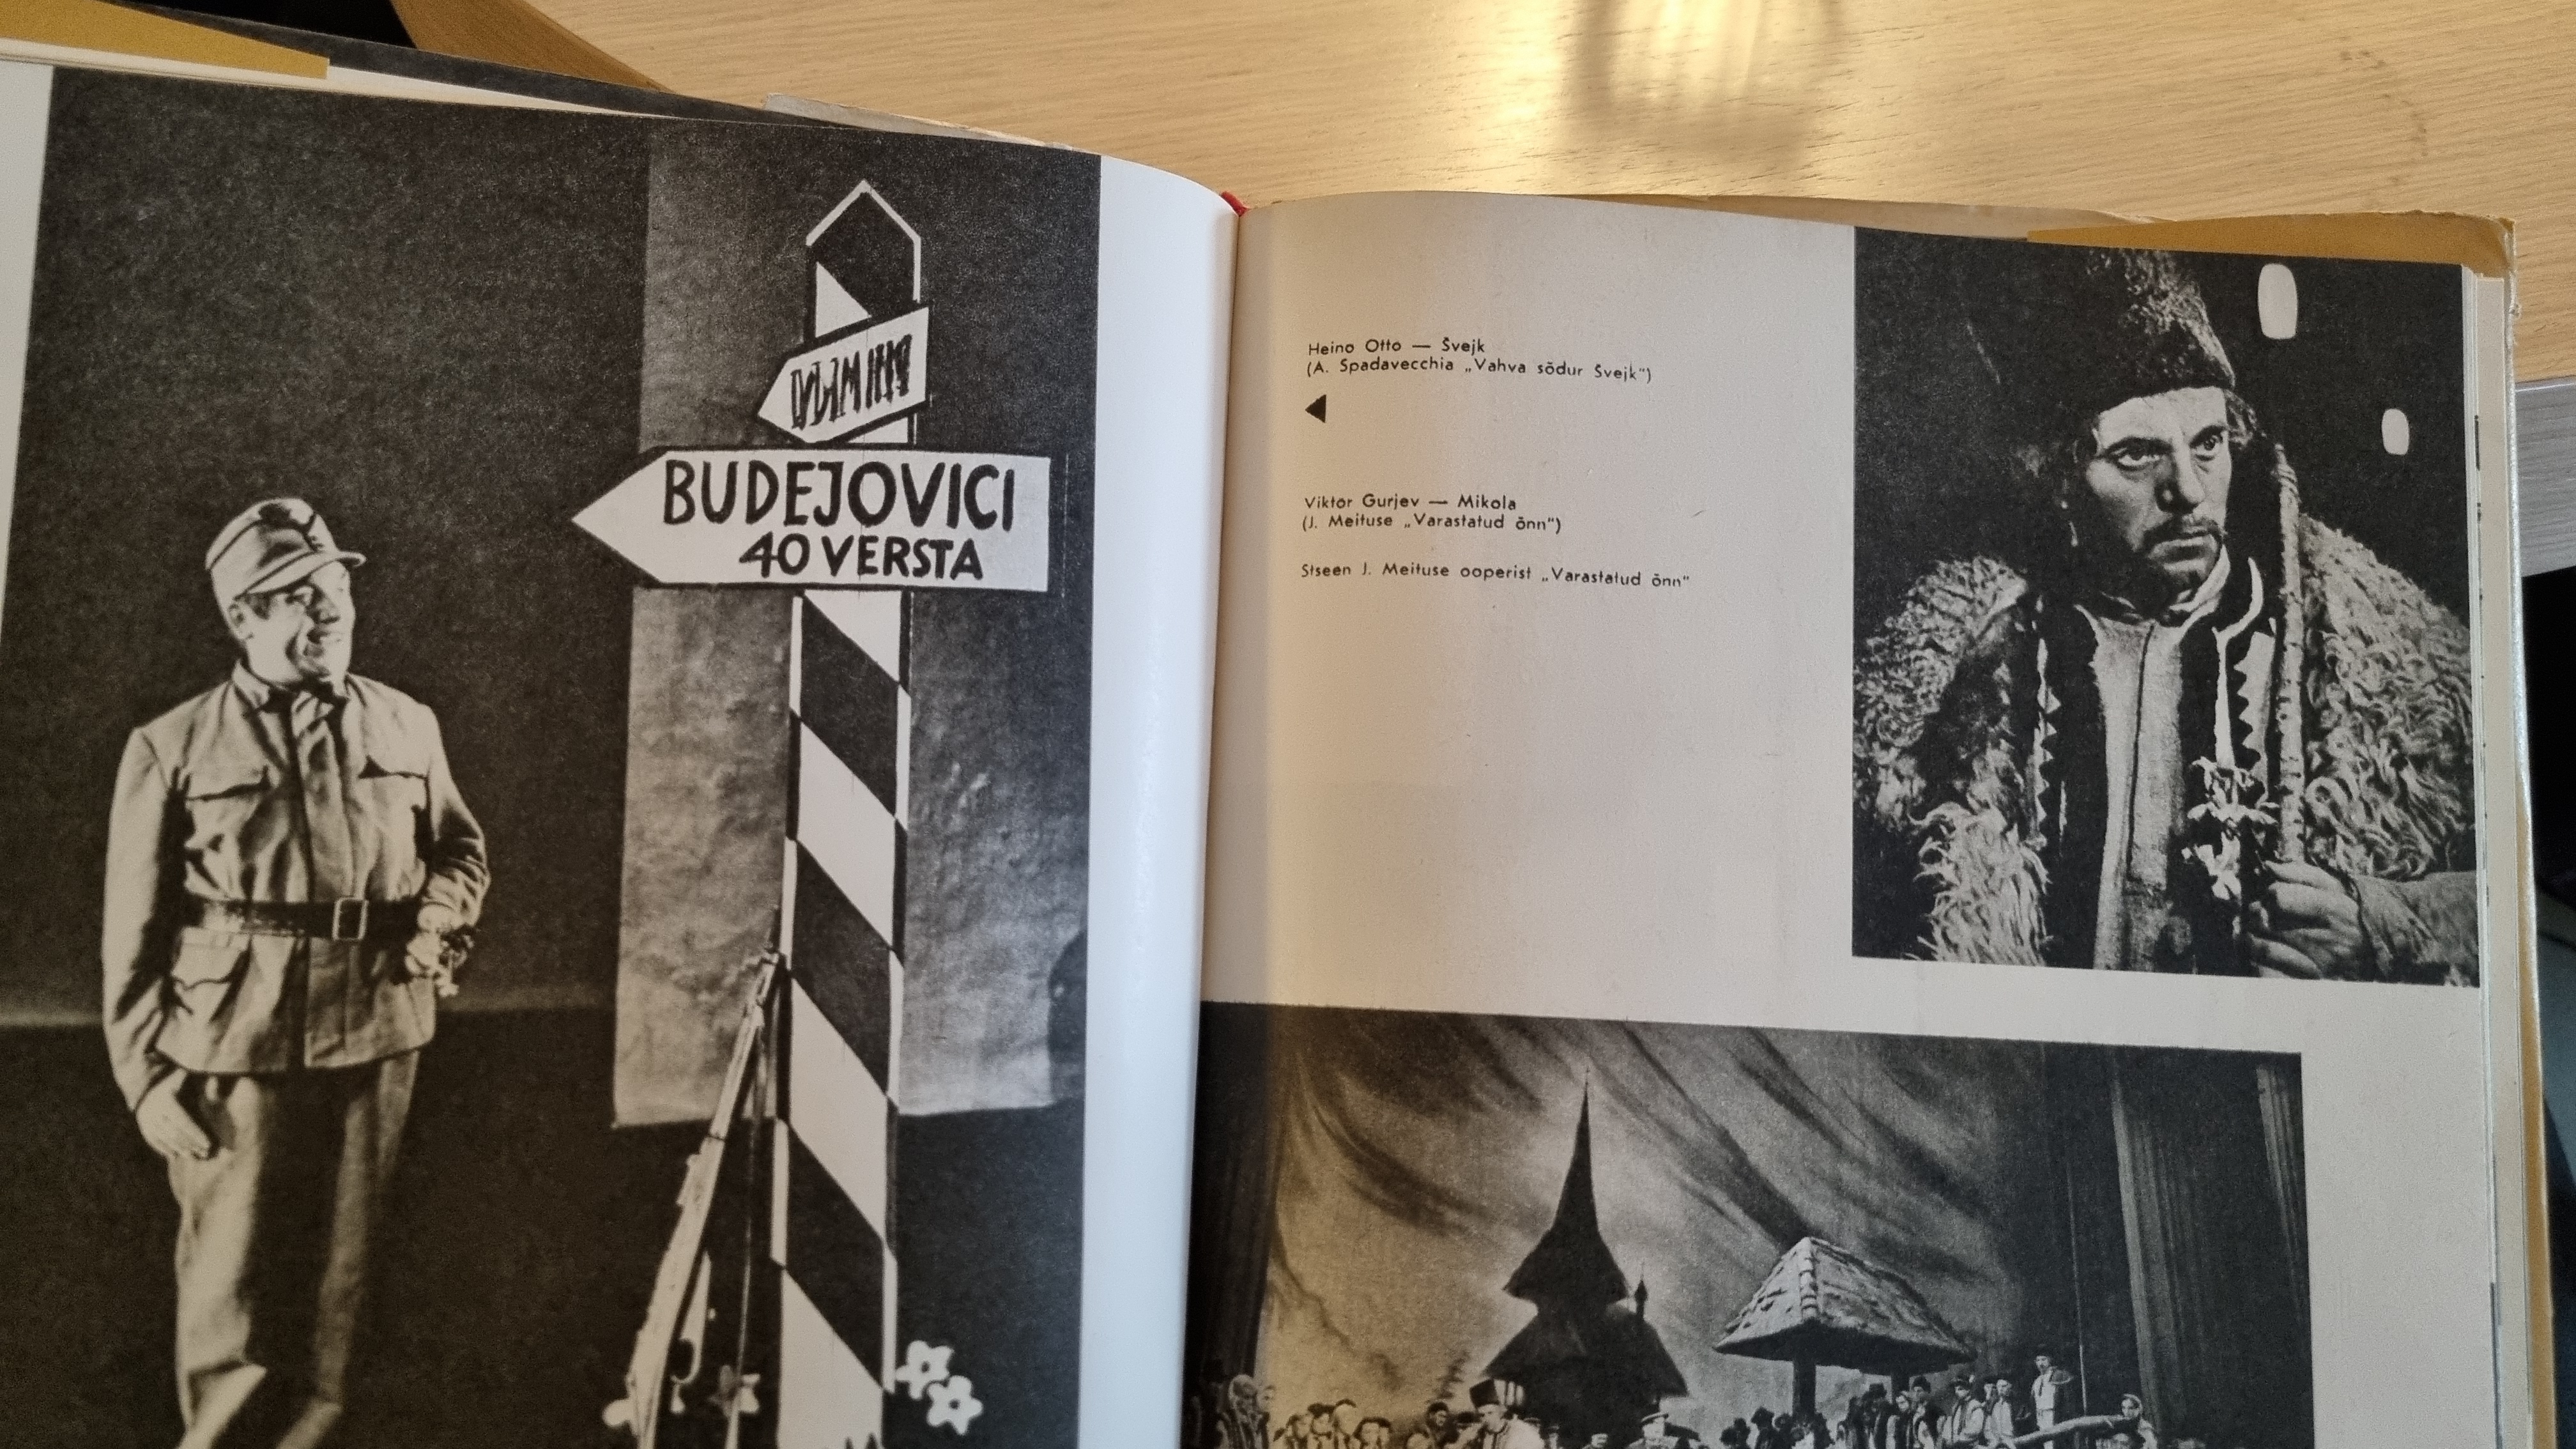 BUDEJOVICI
40 VERSTA
Heino Otto — Švejk
(A. Spadavecchia „Vahva sõdur Švejk”)
Viktor Gurjev — Mikola
(J. Meituse „Varastatud õnn”)
Stseen J. Meituse ooperist „Varastatud õnn”